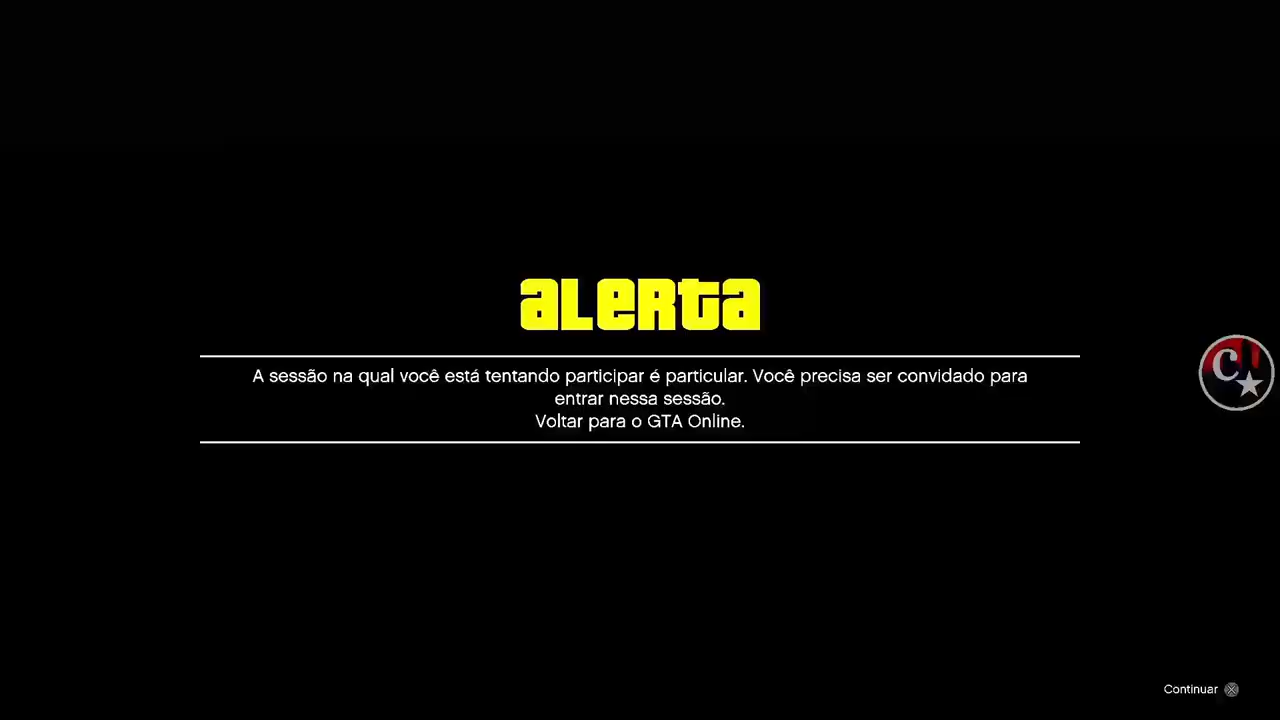 alerta
A sessão na qual você está tentando participar é particular. Você precisa ser convidado para
entrar nessa sessão.
Voltar para o GTA Online.
C
Continuar